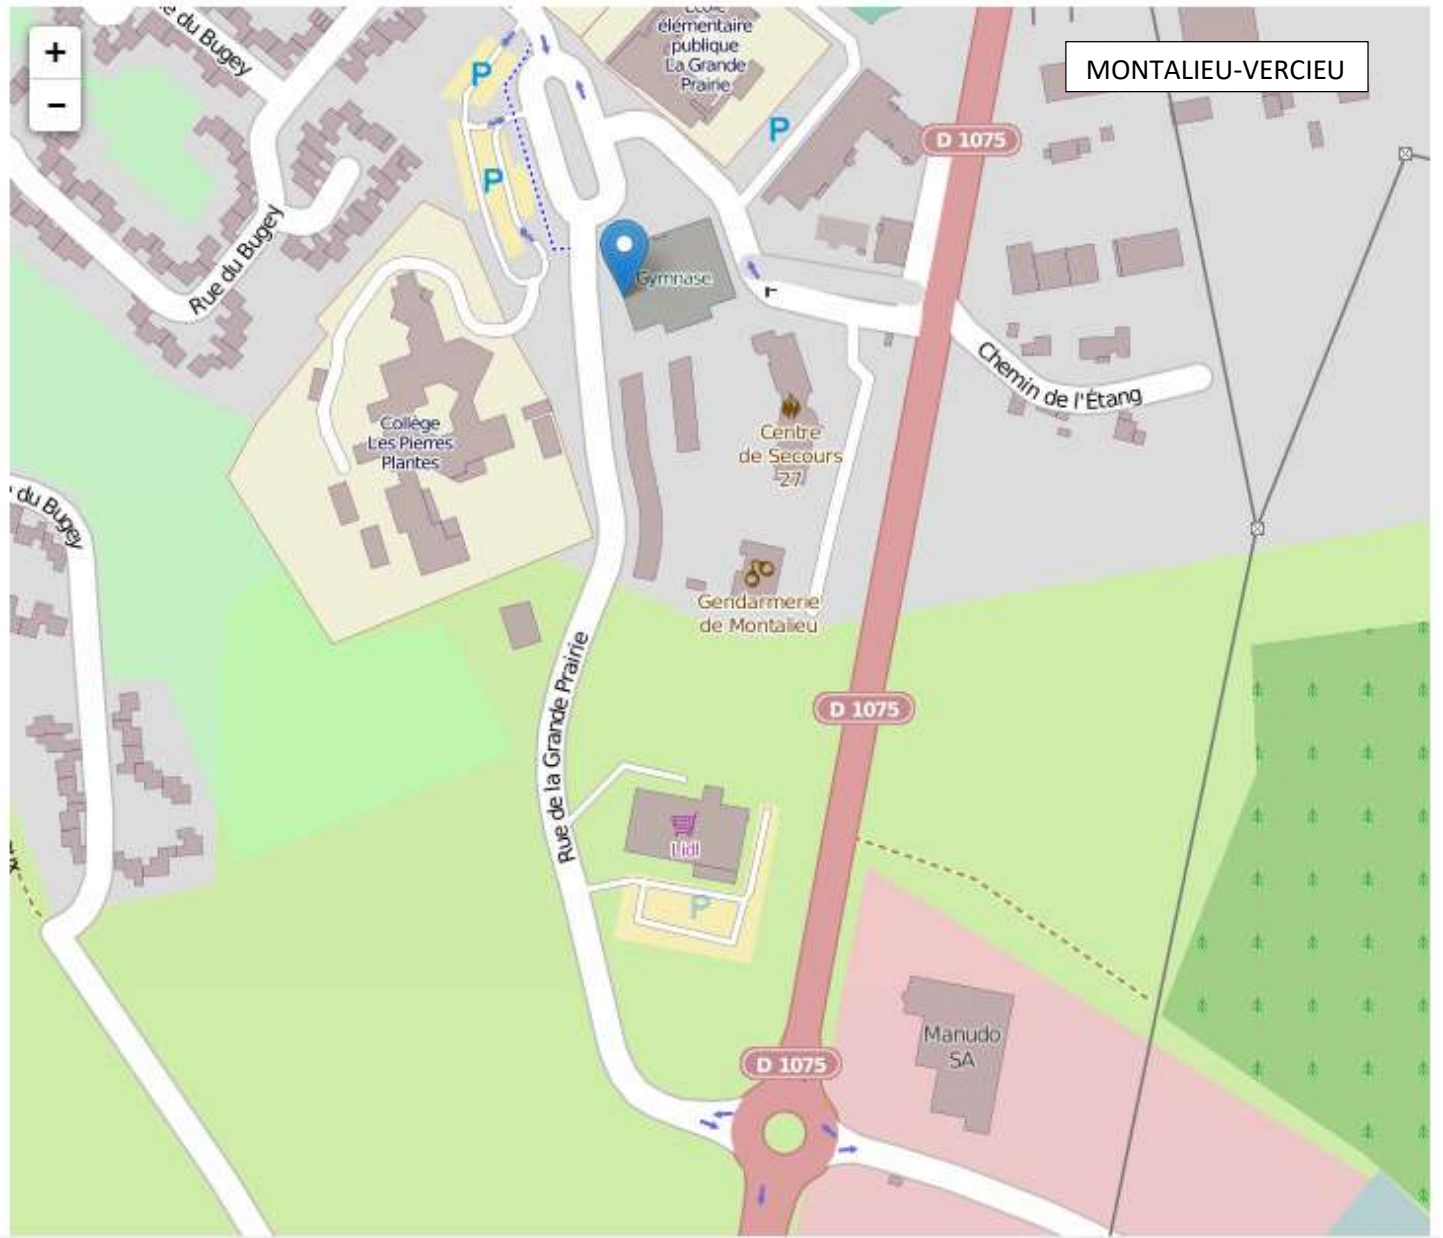 +
−
e du Bugey
École
élémentaire
publique
La Grande
Prairie
MONTALIEU-VERCIEU
P
P
P
D 1075
Rue du Bugey
Gymnase
Chemin de l'Étang
Collège
Les Pierres
Plantes
Centre
de Secours
27
du Bugey
Gendarmerie
de Montalieu
Rue de la Grande Prairie
D 1075
Lidl
P
Manudo
SA
D 1075